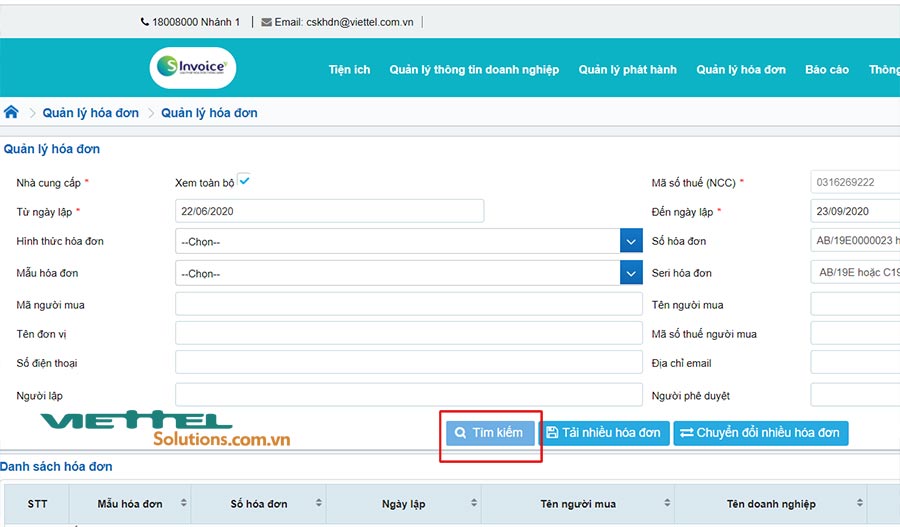 18008000 Nhánh 1 | Email: cskhdn@viettel.com.vn |
SInvoice Tiện ích Quản lý thông tin doanh nghiệp Quản lý phát hành Quản lý hóa đơn Báo cáo Thông
Quản lý hóa đơn Quản lý hóa đơn
Quản lý hóa đơn
Nhà cung cấp * Xem toàn bộ Mã số thuế (NCC) * 0316269222
Từ ngày lập * 22/06/2020 Đến ngày lập * 23/09/2020
Hình thức hóa đơn --Chọn-- Số hóa đơn AB/19E0000023 h
Mẫu hóa đơn --Chọn-- Seri hóa đơn AB/19E hoặc C19
Mã người mua Tên người mua
Tên đơn vị Mã số thuế người mua
Số điện thoại Địa chỉ email
Người lập Người phê duyệt
VIETTEL
Solutions.com.vn
Tìm kiếm Tải nhiều hóa đơn Chuyển đổi nhiều hóa đơn
Danh sách hóa đơn
STT Mẫu hóa đơn Số hóa đơn Ngày lập Tên người mua Tên doanh nghiệp